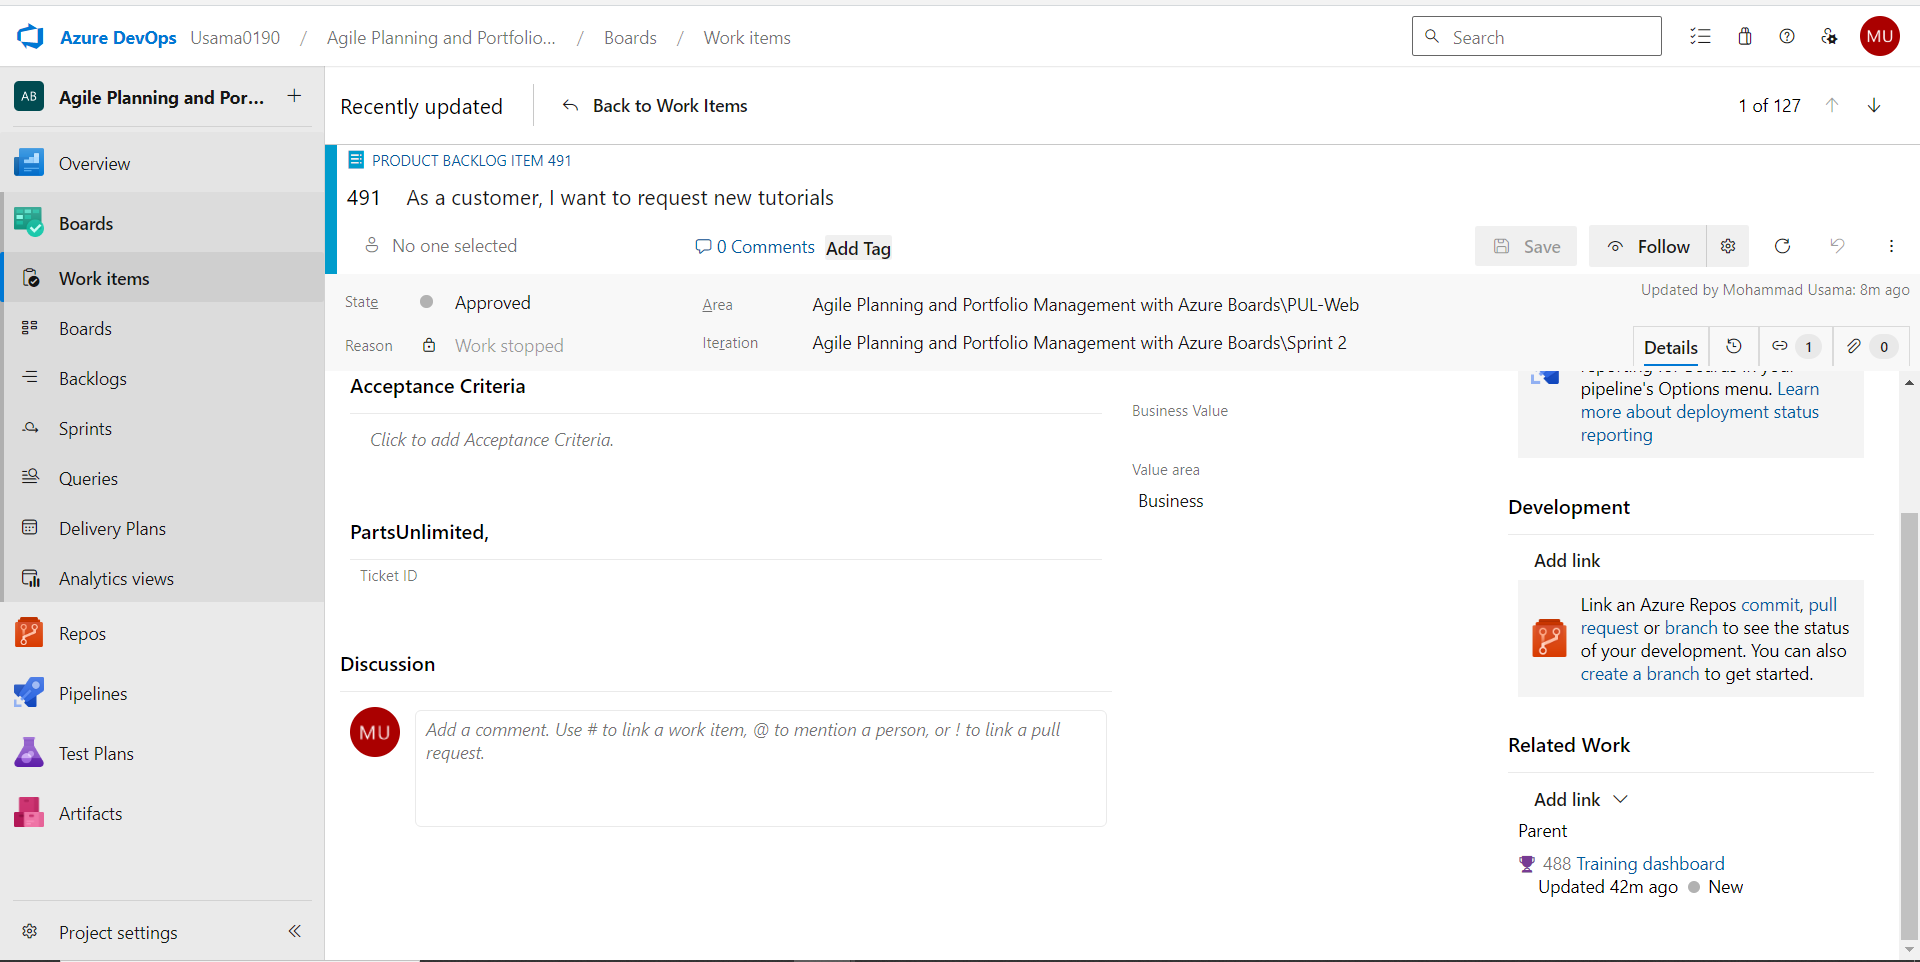 Azure DevOps Usama0190 / Agile Planning and Portfolio... / Boards / Work items Search MU
AB Agile Planning and Por... +
Overview
Boards
Work items
Boards
Backlogs
Sprints
Queries
Delivery Plans
Analytics views
Repos
Pipelines
Test Plans
Artifacts
Project settings
Recently updated Back to Work Items 1 of 127
PRODUCT BACKLOG ITEM 491
491 As a customer, I want to request new tutorials
No one selected 0 Comments Add Tag Save Follow
Updated by Mohammad Usama: 8m ago
State Approved Area Agile Planning and Portfolio Management with Azure Boards\PUL-Web
Reason Work stopped Iteration Agile Planning and Portfolio Management with Azure Boards\Sprint 2
Details 1 0
Acceptance Criteria
Click to add Acceptance Criteria.
PartsUnlimited,
Ticket ID
Discussion
MU
Add a comment. Use # to link a work item, @ to mention a person, or ! to link a pull
request.
Business Value
Value area
Business
reporting for Boards in your
pipeline's Options menu. Learn
more about deployment status
reporting
Development
Add link
Link an Azure Repos commit, pull
request or branch to see the status
of your development. You can also
create a branch to get started.
Related Work
Add link
Parent
488 Training dashboard
Updated 42m ago New